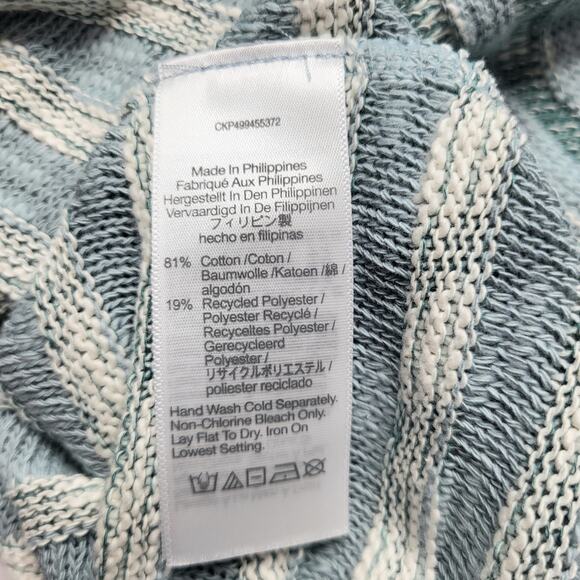 CKP499455372
Made In Philippines
Fabriqué Aux Philippines
Hergestellt In Den Philippinen
Vervaardigd In De Filippijnen
フィリピン製
hecho en filipinas
81% Cotton /Coton /
Baumwolle /Katoen /綿 /
algodón
19% Recycled Polyester /
Polyester Recyclé /
Recyceltes Polyester /
Gerecycleerd
Polyester /
リサイクルポリエステル /
poliester reciclado
Hand Wash Cold Separately.
Non-Chlorine Bleach Only.
Lay Flat To Dry. Iron On
Lowest Setting.